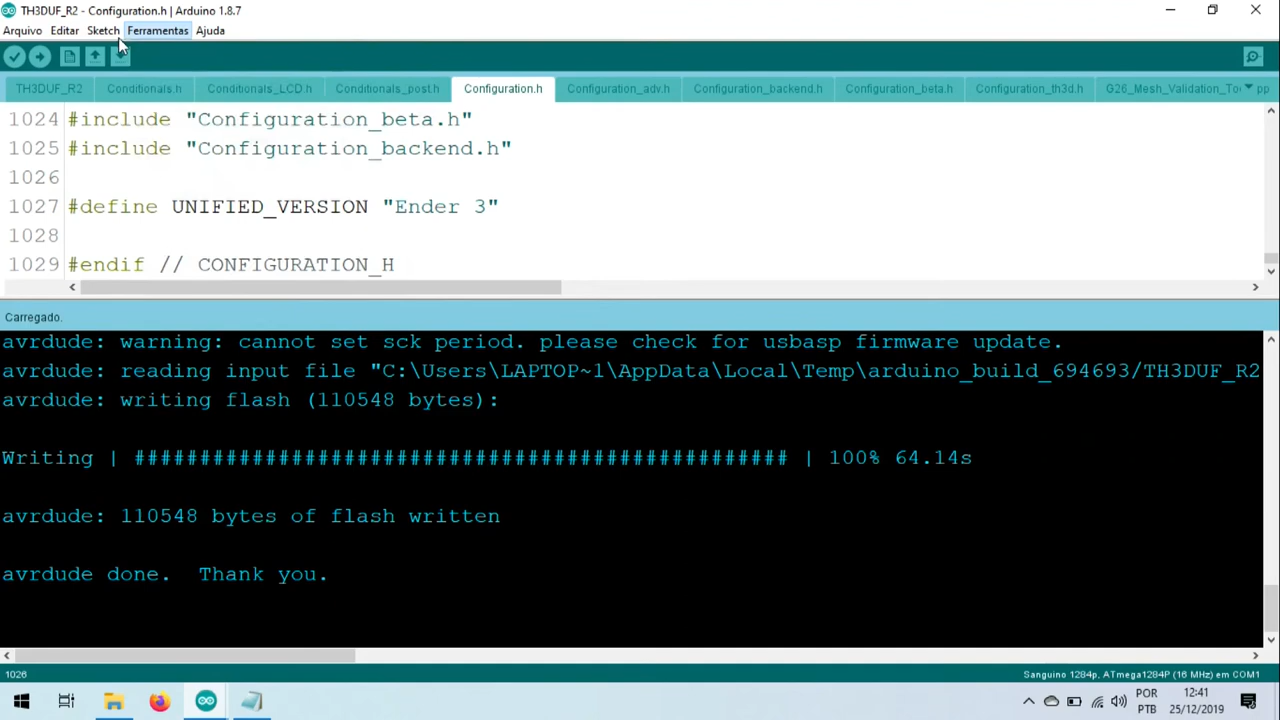 TH3DUF_R2 - Configuration.h | Arduino 1.8.7
Arquivo Editar Sketch Ferramentas Ajuda
TH3DUF_R2 Conditionals.h Conditionals_LCD.h Conditionals_post.h Configuration.h Configuration_adv.h Configuration_backend.h Configuration_beta.h Configuration_th3d.h G26_Mesh_Validation_To pp
1024 #include "Configuration_beta.h"
1025 #include "Configuration_backend.h"
1026
1027 #define UNIFIED_VERSION "Ender 3"
1028
1029 #endif // CONFIGURATION_H
Carregado.
avrdude: warning: cannot set sck period. please check for usbasp firmware update.
avrdude: reading input file "C:\Users\LAPTOP~1\AppData\Local\Temp\arduino_build_694693/TH3DUF_R2
avrdude: writing flash (110548 bytes):
Writing | ################################################## | 100% 64.14s
avrdude: 110548 bytes of flash written
avrdude done.  Thank you.
1026 Sanguino 1284p, ATmega1284P (16 MHz) em COM1
POR 12:41
PTB 25/12/2019